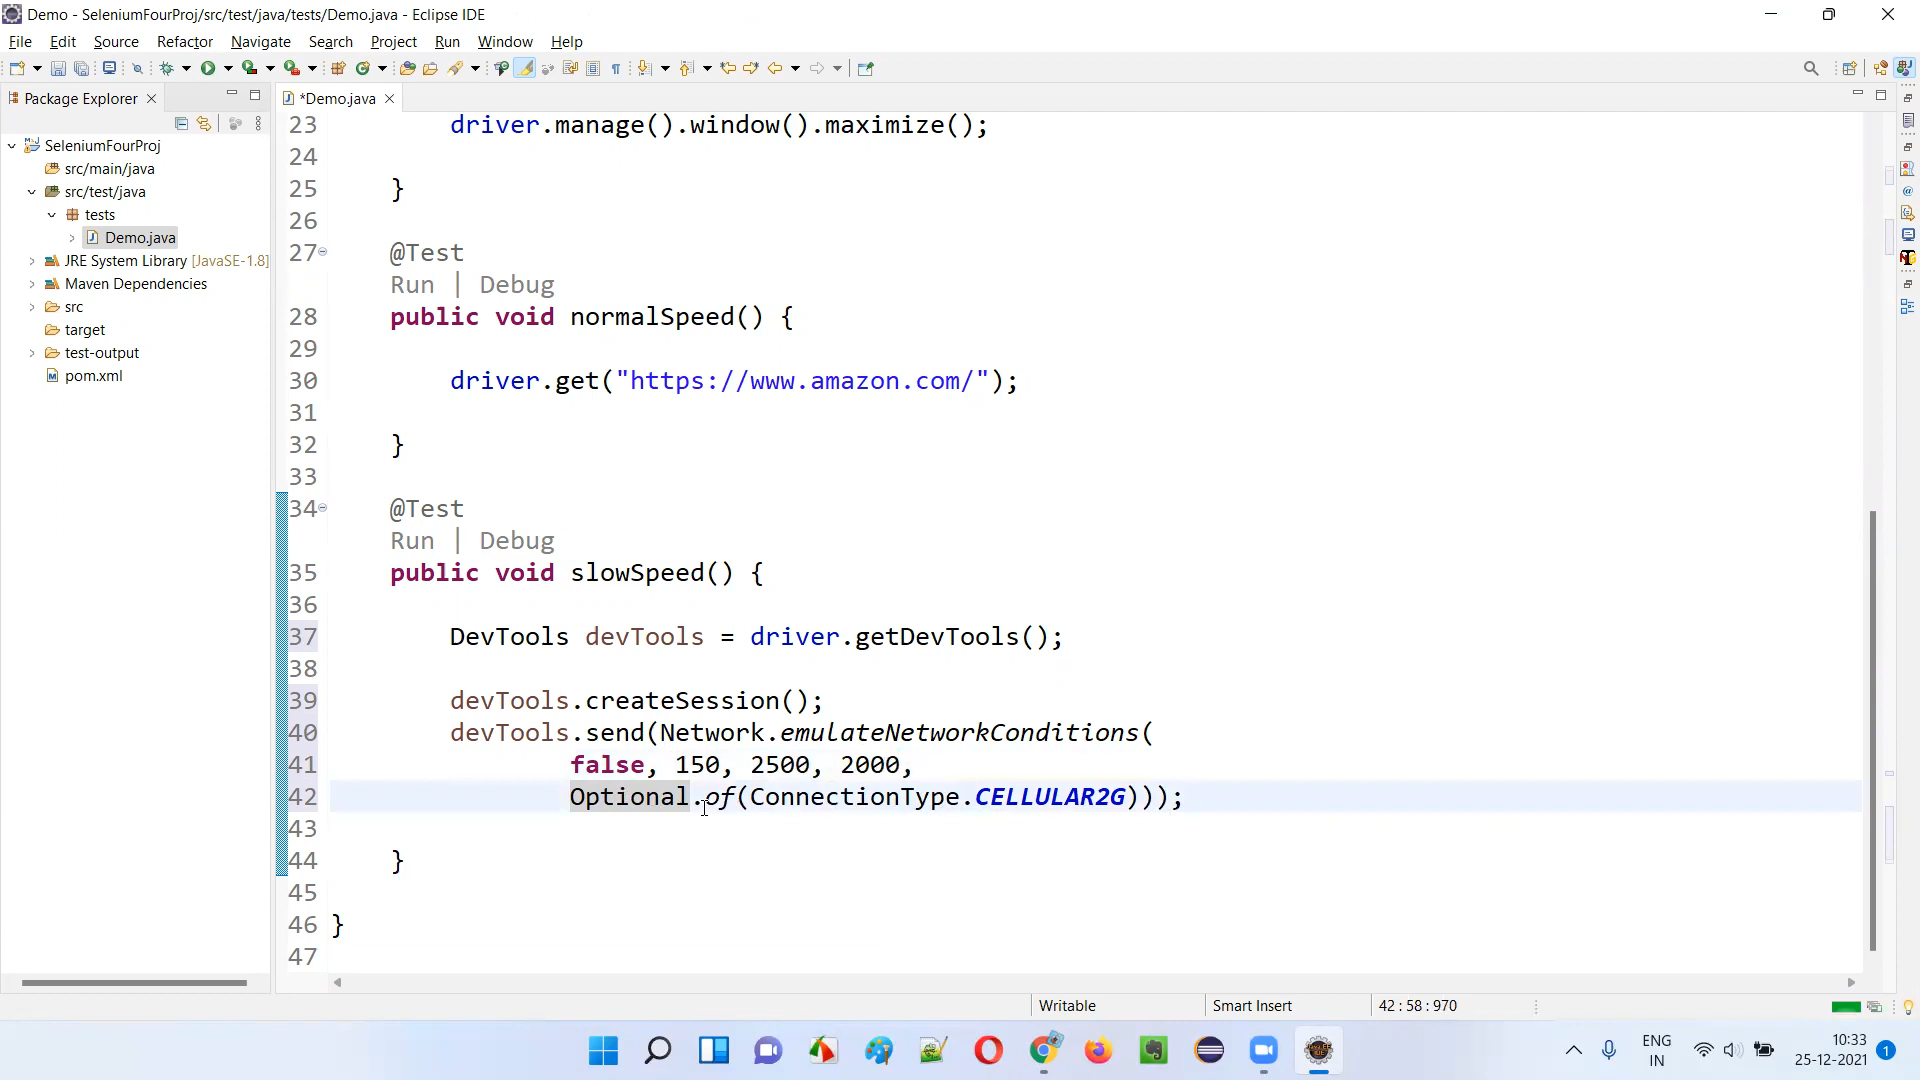 Demo - SeleniumFourProj/src/test/java/tests/Demo.java - Eclipse IDE
File Edit Source Refactor Navigate Search Project Run Window Help
Package Explorer
*Demo.java
SeleniumFourProj
src/main/java
src/test/java
tests
Demo.java
JRE System Library [JavaSE-1.8]
Maven Dependencies
src
target
test-output
pom.xml
23 driver.manage().window().maximize();
24
25 }
26
27 @Test
Run | Debug
28 public void normalSpeed() {
29
30 driver.get("https://www.amazon.com/");
31
32 }
33
34 @Test
Run | Debug
35 public void slowSpeed() {
36
37 DevTools devTools = driver.getDevTools();
38
39 devTools.createSession();
40 devTools.send(Network.emulateNetworkConditions(
41 false, 150, 2500, 2000,
42 Optional.of(ConnectionType.CELLULAR2G)));
43
44 }
45
46 }
47
Writable Smart Insert 42 : 58 : 970
ENG
IN
10:33
25-12-2021
1